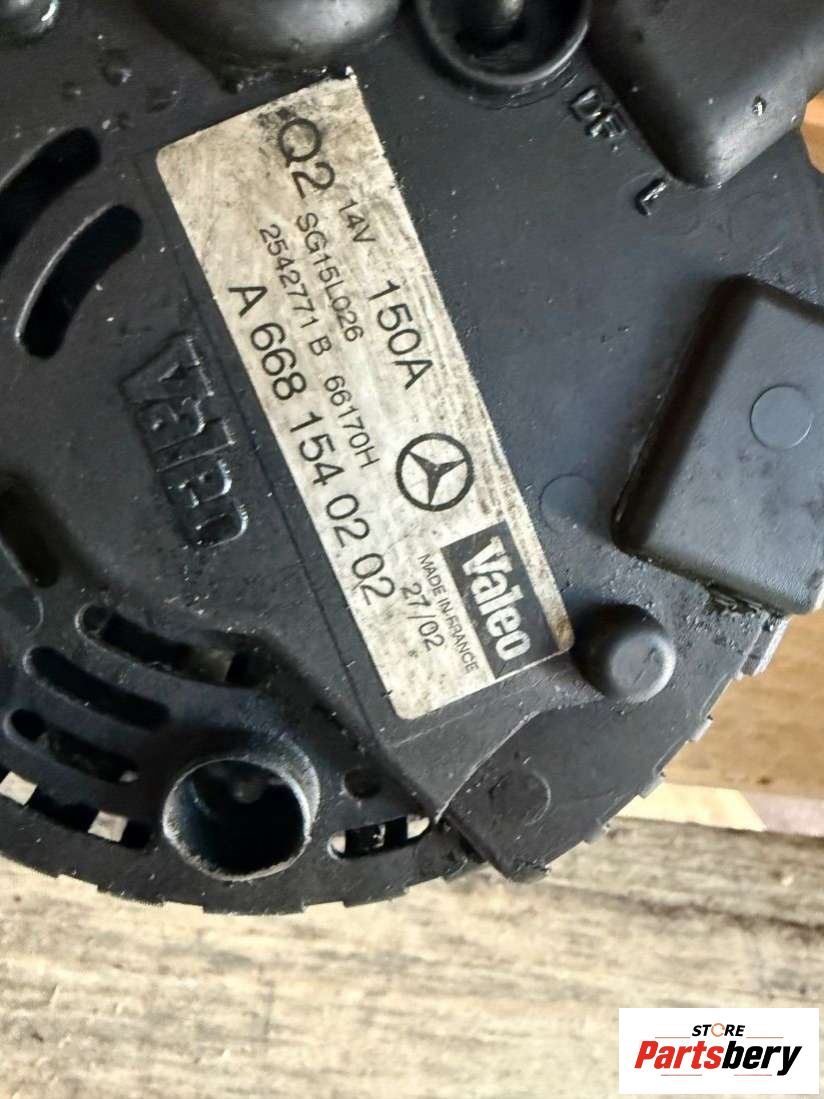 DF
L
Q2 14V 150A
SG15L026
2542771 B 66170H
A 668 154 02 02
Valeo
MADE IN FRANCE
27/02
Valeo
STORE
Partsbery